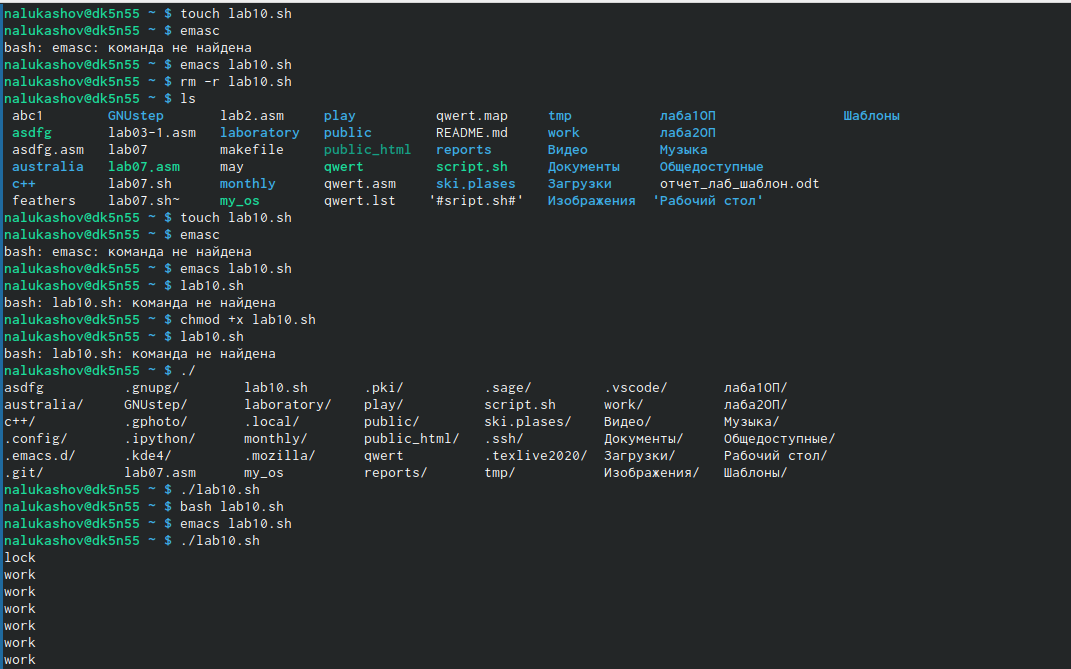 nalukashov@dk5n55 ~ $ touch lab10.sh
nalukashov@dk5n55 ~ $ emasc
bash: emasc: команда не найдена
nalukashov@dk5n55 ~ $ emacs lab10.sh
nalukashov@dk5n55 ~ $ rm -r lab10.sh
nalukashov@dk5n55 ~ $ ls
abc1 GNUstep lab2.asm play qwert.map tmp лаба1ОП Шаблоны
asdfg lab03-1.asm laboratory public README.md work лаба2ОП
asdfg.asm lab07 makefile public_html reports Видео Музыка
australia lab07.asm may qwert script.sh Документы Общедоступные
c++ lab07.sh monthly qwert.asm ski.plases Загрузки отчет_лаб_шаблон.odt
feathers lab07.sh~ my_os qwert.lst '#sript.sh#' Изображения 'Рабочий стол'
nalukashov@dk5n55 ~ $ touch lab10.sh
nalukashov@dk5n55 ~ $ emasc
bash: emasc: команда не найдена
nalukashov@dk5n55 ~ $ emacs lab10.sh
nalukashov@dk5n55 ~ $ lab10.sh
bash: lab10.sh: команда не найдена
nalukashov@dk5n55 ~ $ chmod +x lab10.sh
nalukashov@dk5n55 ~ $ lab10.sh
bash: lab10.sh: команда не найдена
nalukashov@dk5n55 ~ $ ./
asdfg .gnupg/ lab10.sh .pki/ .sage/ .vscode/ лаба1ОП/
australia/ GNUstep/ laboratory/ play/ script.sh work/ лаба2ОП/
c++/ .gphoto/ .local/ public/ ski.plases/ Видео/ Музыка/
.config/ .ipython/ monthly/ public_html/ .ssh/ Документы/ Общедоступные/
.emacs.d/ .kde4/ .mozilla/ qwert .texlive2020/ Загрузки/ Рабочий стол/
.git/ lab07.asm my_os reports/ tmp/ Изображения/ Шаблоны/
nalukashov@dk5n55 ~ $ ./lab10.sh
nalukashov@dk5n55 ~ $ bash lab10.sh
nalukashov@dk5n55 ~ $ emacs lab10.sh
nalukashov@dk5n55 ~ $ ./lab10.sh
lock
work
work
work
work
work
work